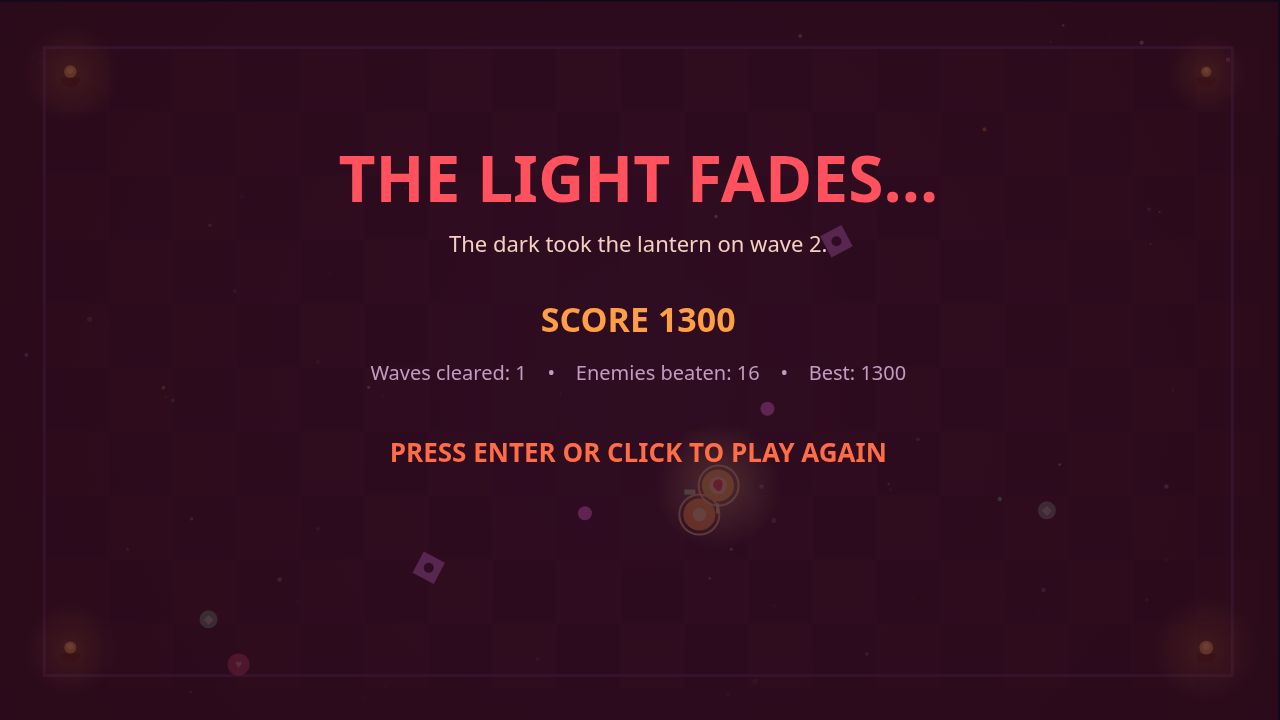 THE LIGHT FADES...
The dark took the lantern on wave 2.
SCORE 1300
Waves cleared: 1 • Enemies beaten: 16 • Best: 1300
PRESS ENTER OR CLICK TO PLAY AGAIN